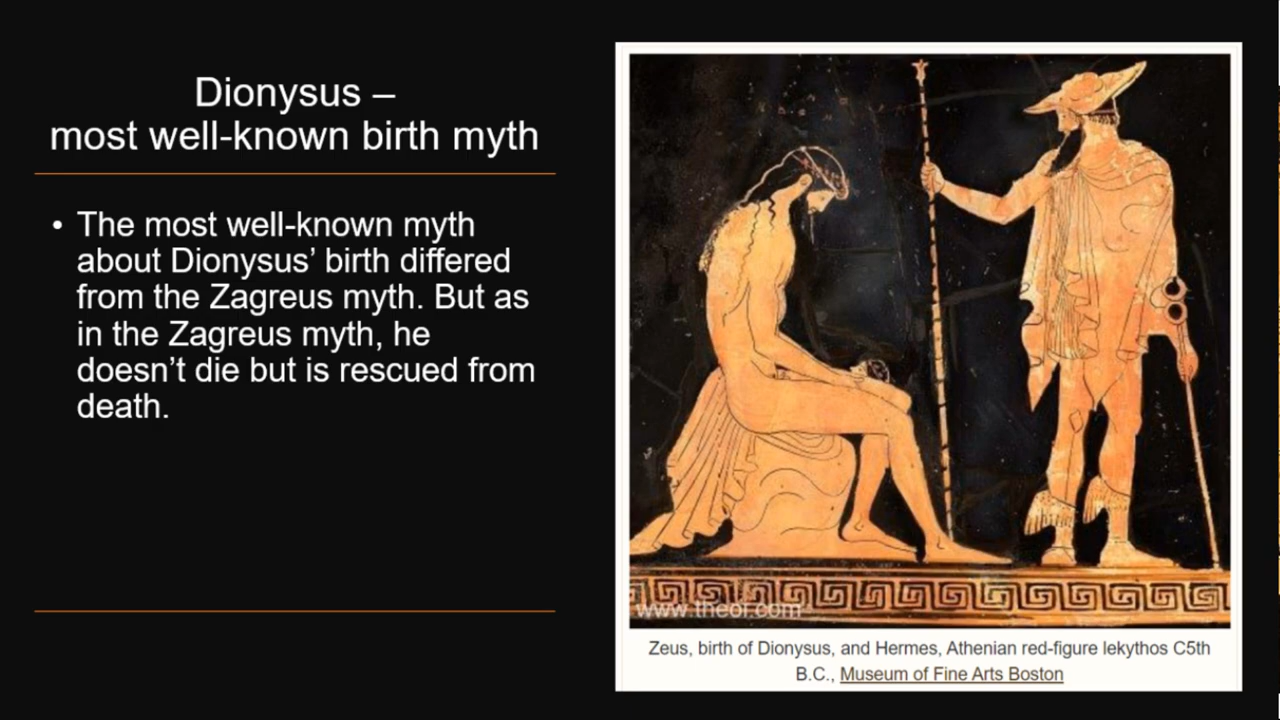 Dionysus –
most well-known birth myth
• The most well-known myth
about Dionysus’ birth differed
from the Zagreus myth. But as
in the Zagreus myth, he
doesn’t die but is rescued from
death.
www.theoi.com
Zeus, birth of Dionysus, and Hermes, Athenian red-figure lekythos C5th
B.C., Museum of Fine Arts Boston